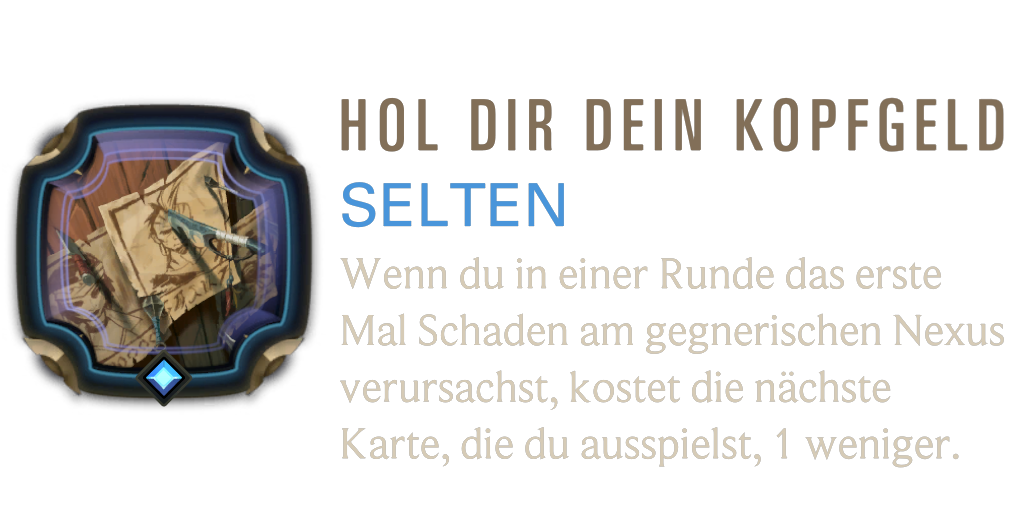 HOL DIR DEIN KOPFGELD
SELTEN
Wenn du in einer Runde das erste
Mal Schaden am gegnerischen Nexus
verursachst, kostet die nächste
Karte, die du ausspielst, 1 weniger.